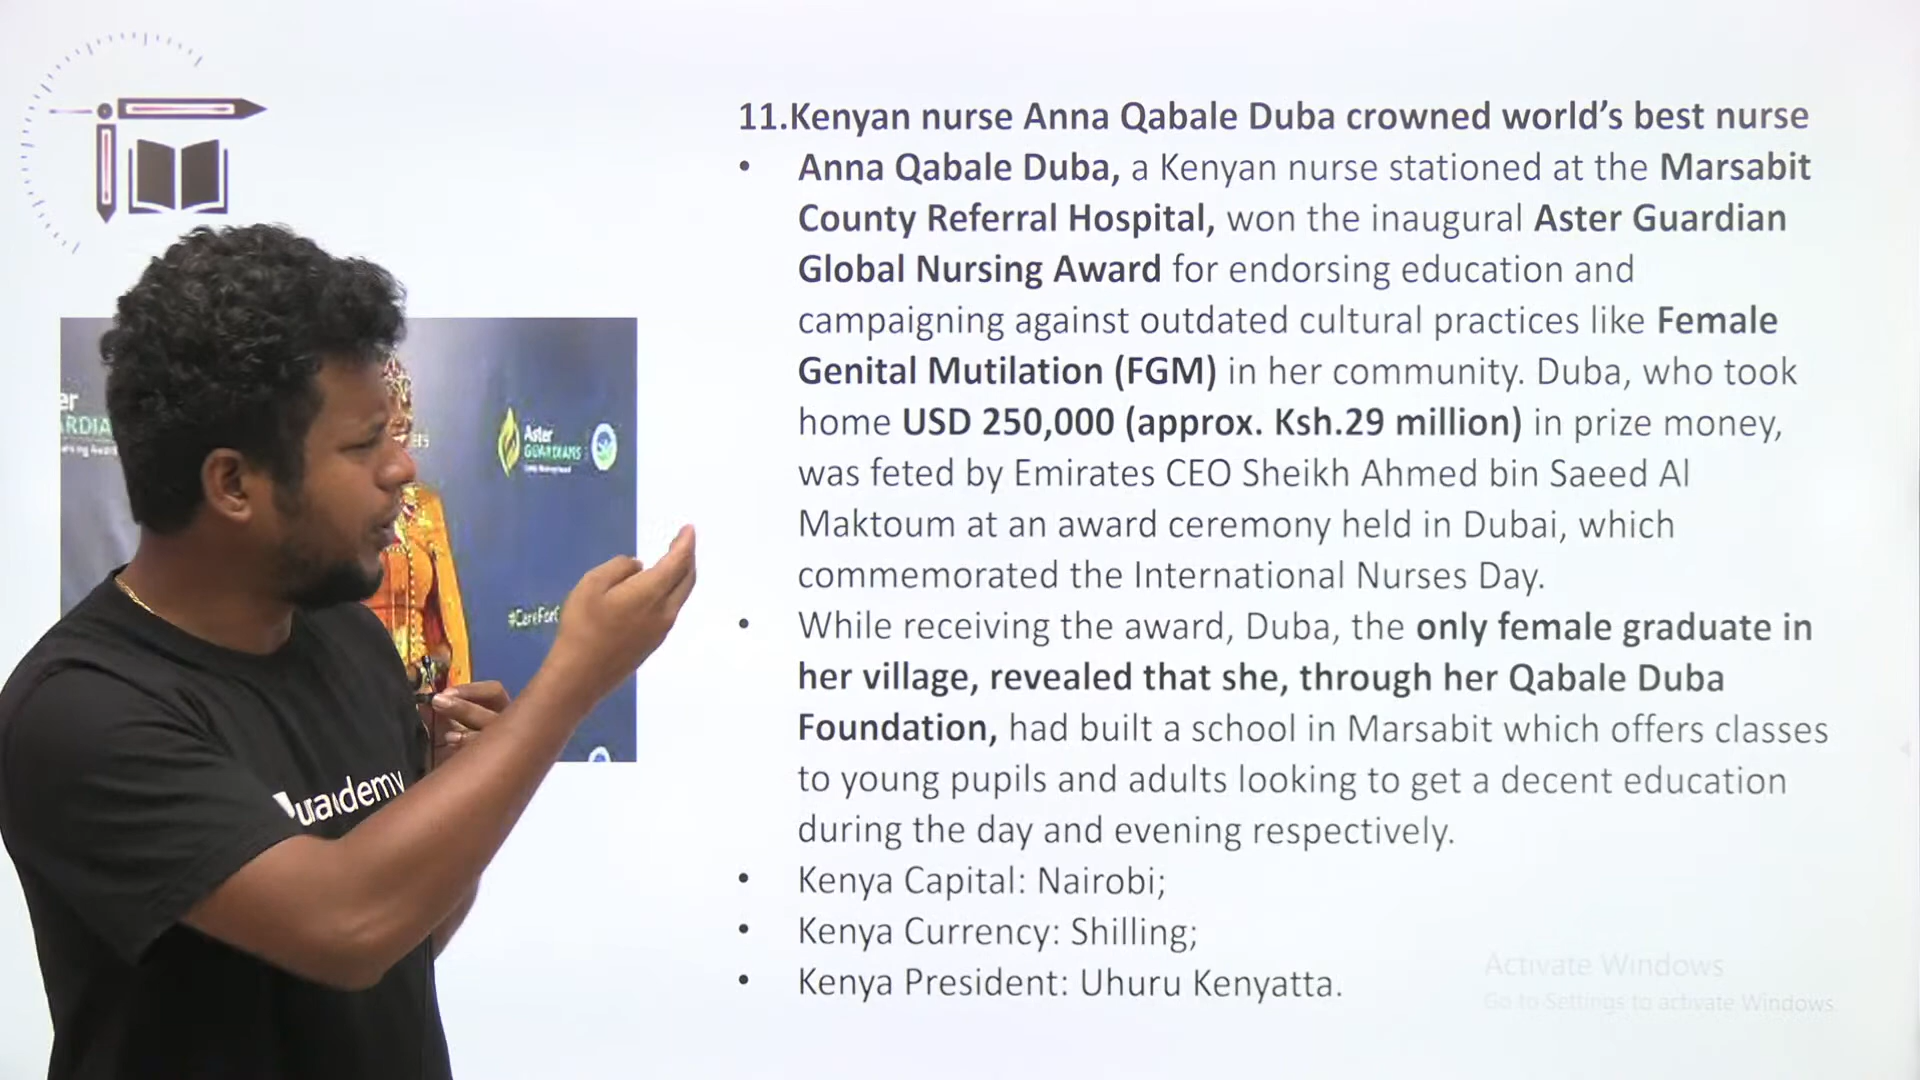 11.Kenyan nurse Anna Qabale Duba crowned world’s best nurse
• Anna Qabale Duba, a Kenyan nurse stationed at the Marsabit
County Referral Hospital, won the inaugural Aster Guardian
Global Nursing Award for endorsing education and
campaigning against outdated cultural practices like Female
Genital Mutilation (FGM) in her community. Duba, who took
home USD 250,000 (approx. Ksh.29 million) in prize money,
was feted by Emirates CEO Sheikh Ahmed bin Saeed Al
Maktoum at an award ceremony held in Dubai, which
commemorated the International Nurses Day.
• While receiving the award, Duba, the only female graduate in
her village, revealed that she, through her Qabale Duba
Foundation, had built a school in Marsabit which offers classes
to young pupils and adults looking to get a decent education
during the day and evening respectively.
• Kenya Capital: Nairobi;
• Kenya Currency: Shilling;
• Kenya President: Uhuru Kenyatta.
Activate Windows
Go to Settings to activate Windows.
Aster
GUARDIANS